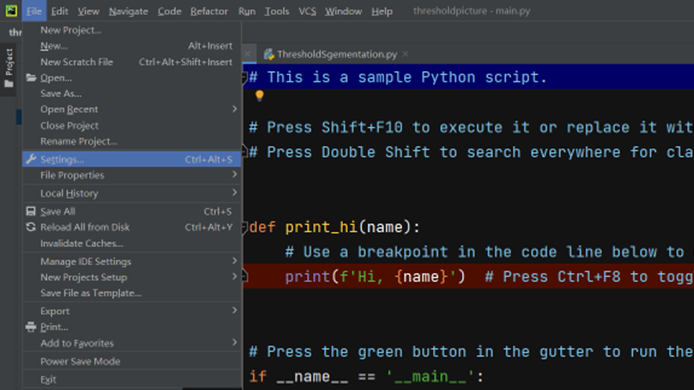 File Edit View Navigate Code Refactor Run Tools VCS Window Help thresholdpicture - main.py
Project
New Project...
New... Alt+Insert
New Scratch File Ctrl+Alt+Shift+Insert
Open...
Save As...
Open Recent
Close Project
Rename Project...
Settings... Ctrl+Alt+S
File Properties
Local History
Save All Ctrl+S
Reload All from Disk Ctrl+Alt+Y
Invalidate Caches...
Manage IDE Settings
New Projects Setup
Save File as Template...
Export
Print...
Add to Favorites
Power Save Mode
Exit
ThresholdSgementation.py
# This is a sample Python script.
# Press Shift+F10 to execute it or replace it wit
# Press Double Shift to search everywhere for cla
def print_hi(name):
# Use a breakpoint in the code line below to
print(f'Hi, {name}') # Press Ctrl+F8 to togg
# Press the green button in the gutter to run the
if __name__ == '__main__':